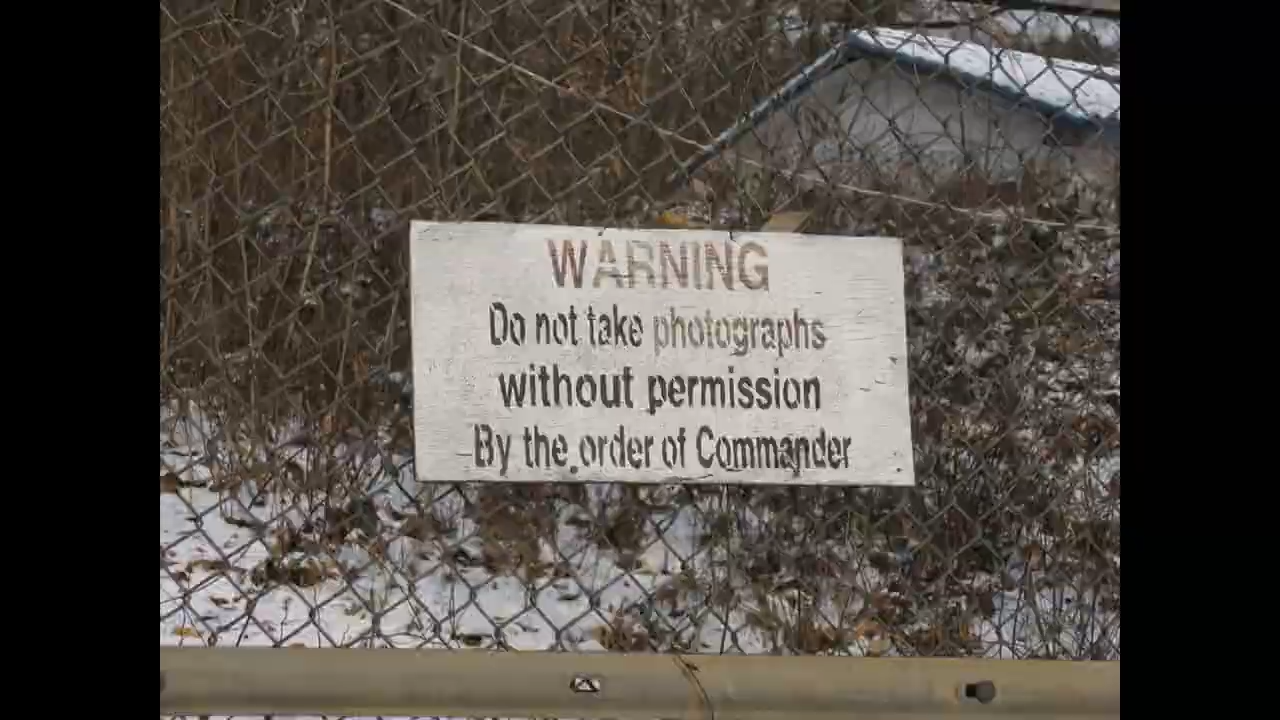 WARNING
Do not take photographs
without permission
By the order of Commander